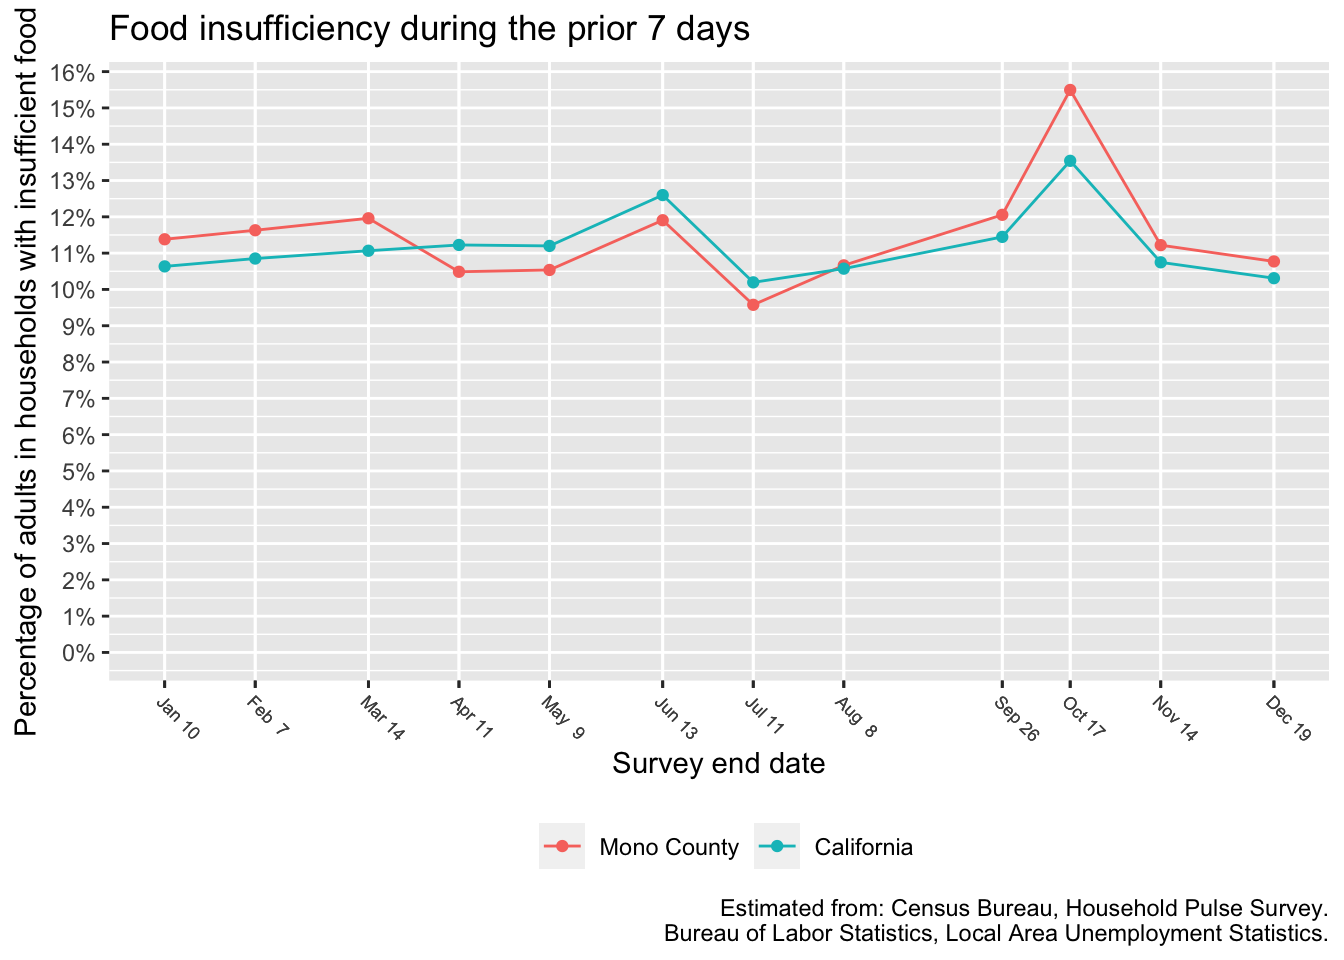 Food insufficiency during the prior 7 days
Percentage of adults in households with insufficient food
16%
15%
14%
13%
12%
11%
10%
9%
8%
7%
6%
5%
4%
3%
2%
1%
0%
Jan 10
Feb 7
Mar 14
Apr 11
May 9
Jun 13
Jul 11
Aug 8
Sep 26
Oct 17
Nov 14
Dec 19
Survey end date
Mono County
California
Estimated from: Census Bureau, Household Pulse Survey.
Bureau of Labor Statistics, Local Area Unemployment Statistics.